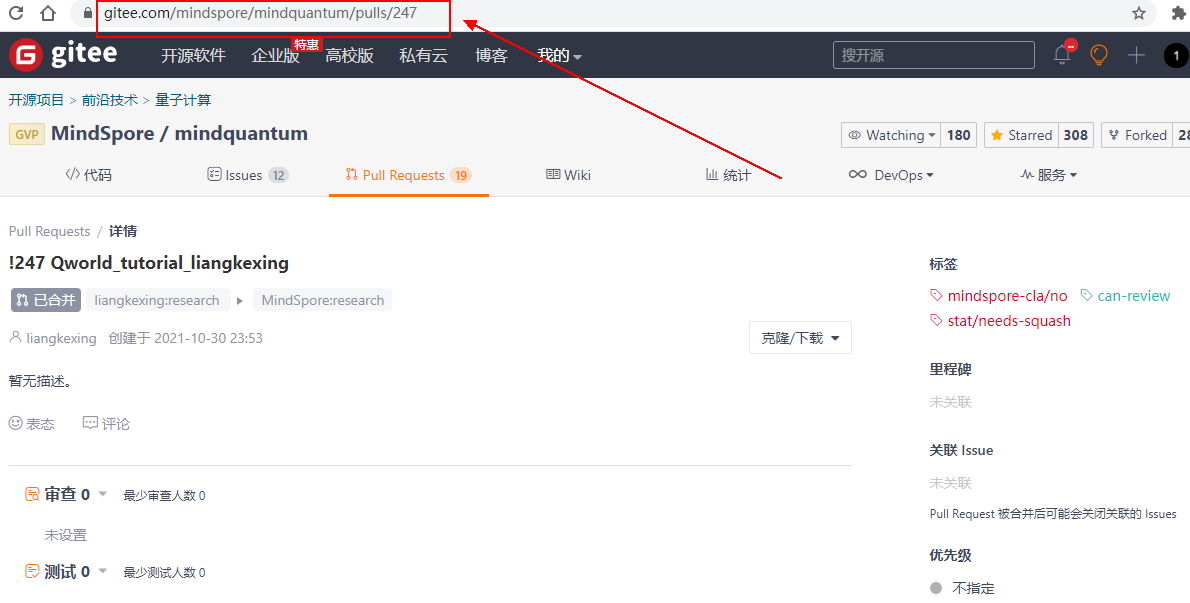 gitee.com/mindspore/mindquantum/pulls/247
gitee 开源软件 企业版 特惠 高校版 私有云 博客 我的 搜开源 1
开源项目 > 前沿技术 > 量子计算
GVP MindSpore / mindquantum Watching 180 Starred 308 Forked
代码 Issues 12 Pull Requests 19 Wiki 统计 DevOps 服务
Pull Requests / 详情
!247 Qworld_tutorial_liangkexing
已合并 liangkexing:research MindSpore:research
liangkexing 创建于 2021-10-30 23:53
克隆/下载
暂无描述。
表态 评论
审查 0 最少审查人数 0
未设置
测试 0 最少测试人数 0
标签
mindspore-cla/no can-review
stat/needs-squash
里程碑
未关联
关联 Issue
未关联
Pull Request 被合并后可能会关闭关联的 Issues
优先级
不指定